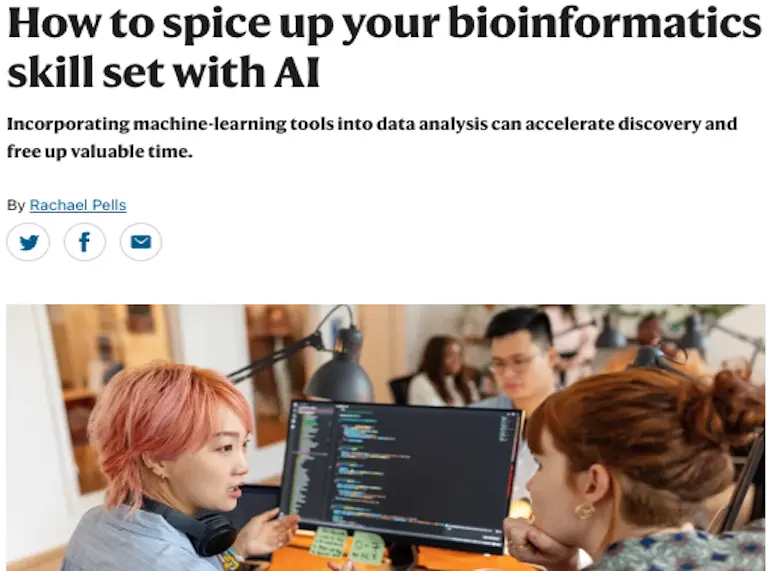 How to spice up your bioinformatics
skill set with AI
Incorporating machine-learning tools into data analysis can accelerate discovery and
free up valuable time.
By Rachael Pells